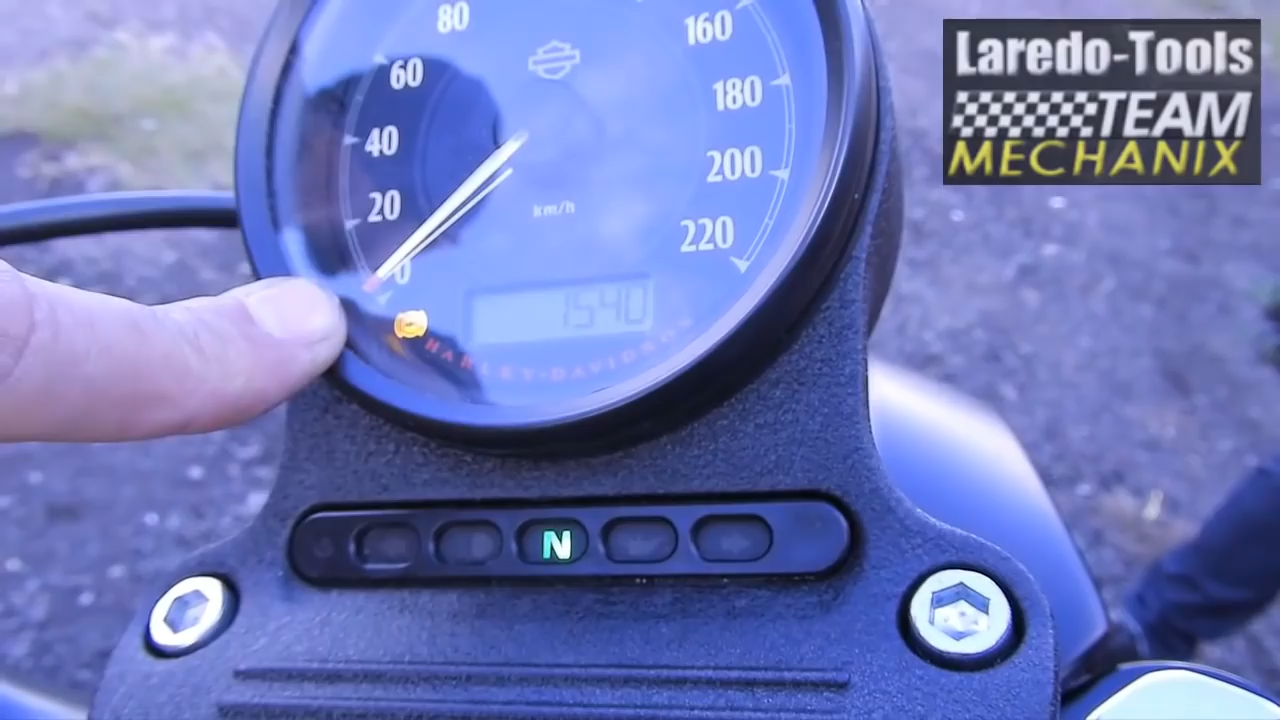 Laredo-Tools
TEAM
MECHANIX
80
160
60
180
40
200
20
km/h
220
0
1540
HARLEY-DAVIDSON
N